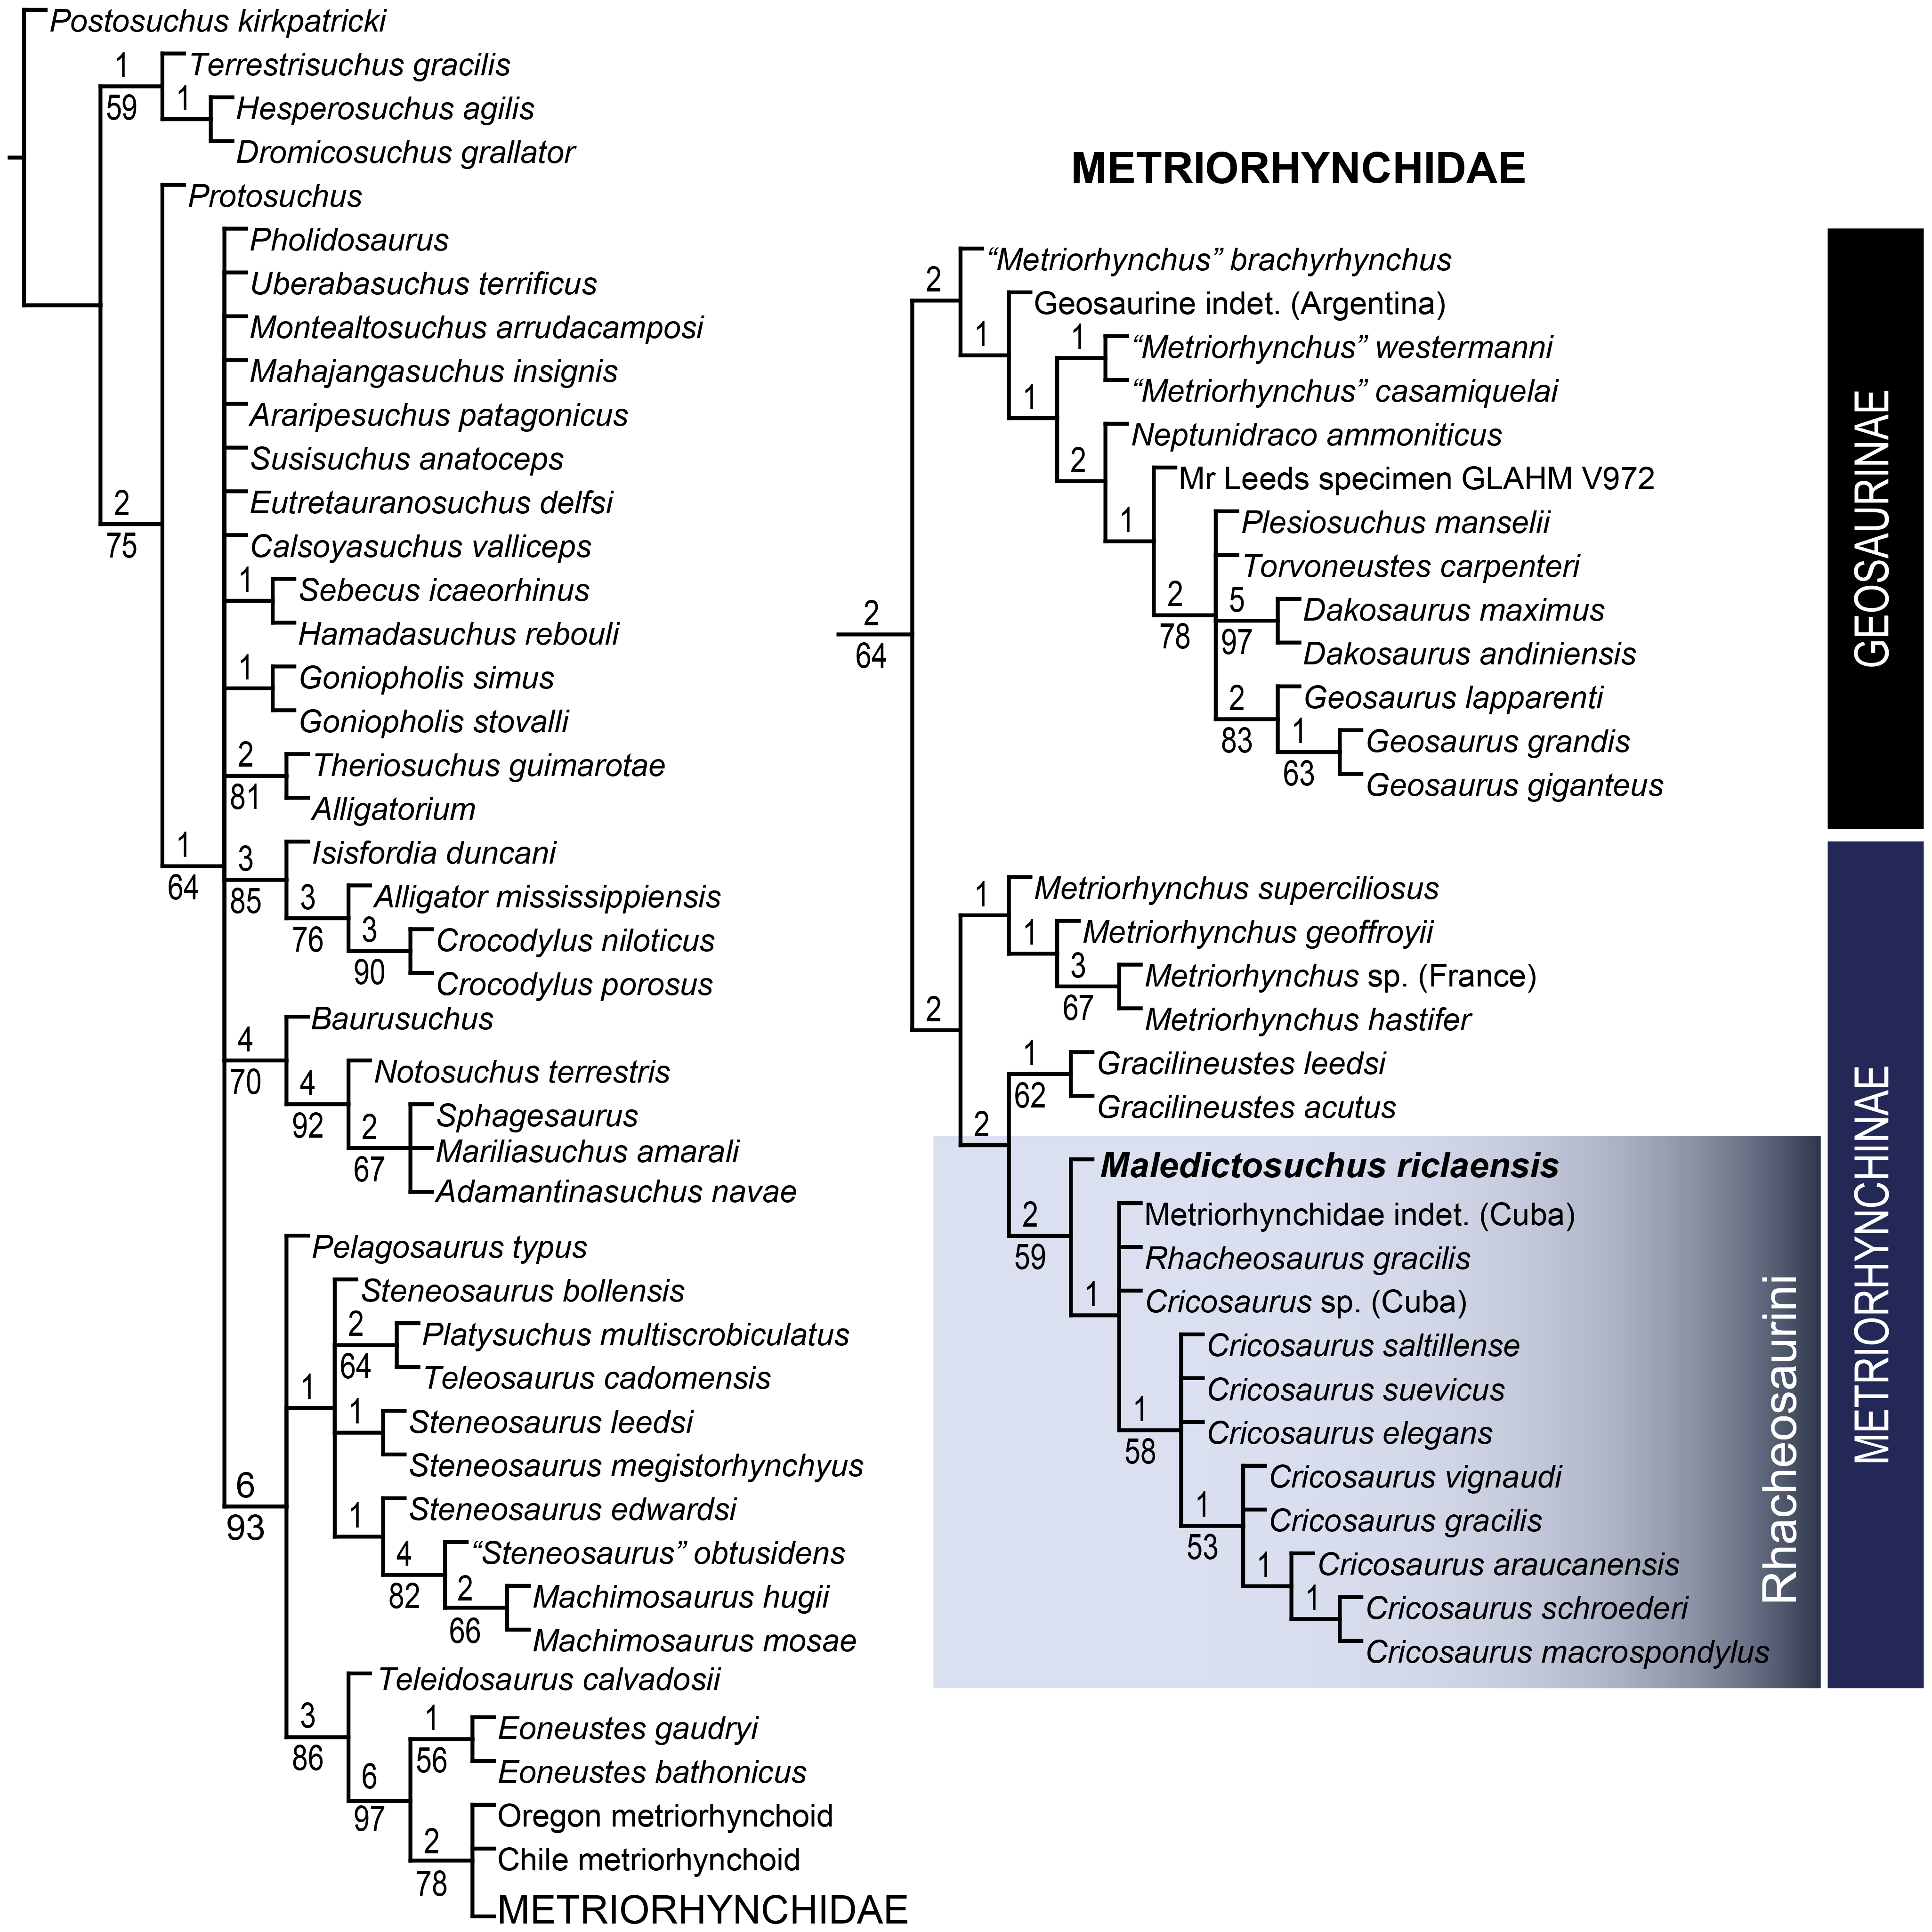 Postosuchus kirkpatricki
1
Terrestrisuchus gracilis
59
1
Hesperosuchus agilis
Dromicosuchus grallator
Protosuchus
2
75
Pholidosaurus
Uberabasuchus terrificus
Montealtosuchus arrudacamposi
Mahajangasuchus insignis
Araripesuchus patagonicus
Susisuchus anatoceps
Eutretauranosuchus delfsi
Calsoyasuchus valliceps
1
Sebecus icaeorhinus
Hamadasuchus rebouli
1
Goniopholis simus
Goniopholis stovalli
2
Theriosuchus guimarotae
81
Alligatorium
1
64
3
Isisfordia duncani
85
3
Alligator mississippiensis
76
3
Crocodylus niloticus
90
Crocodylus porosus
Baurusuchus
4
70
4
Notosuchus terrestris
92
Sphagesaurus
2
Mariliasuchus amarali
67
Adamantinasuchus navae
Pelagosaurus typus
Steneosaurus bollensis
2
Platysuchus multiscrobiculatus
64
Teleosaurus cadomensis
1
1
Steneosaurus leedsi
Steneosaurus megistorhynchyus
6
93
1
Steneosaurus edwardsi
4
“Steneosaurus” obtusidens
82
2
Machimosaurus hugii
66
Machimosaurus mosae
Teleidosaurus calvadosii
3
86
1
Eoneustes gaudryi
56
Eoneustes bathonicus
6
97
Oregon metriorhynchoid
2
Chile metriorhynchoid
78
METRIORHYNCHIDAE
METRIORHYNCHIDAE
2
64
2
“Metriorhynchus” brachyrhynchus
1
Geosaurine indet. (Argentina)
1
“Metriorhynchus” westermanni
“Metriorhynchus” casamiquelai
1
Neptunidraco ammoniticus
2
Mr Leeds specimen GLAHM V972
1
Plesiosuchus manselii
Torvoneustes carpenteri
2
78
5
Dakosaurus maximus
97
Dakosaurus andiniensis
2
Geosaurus lapparenti
83
1
Geosaurus grandis
63
Geosaurus giganteus
GEOSAURINAE
2
1
Metriorhynchus superciliosus
1
Metriorhynchus geoffroyii
3
Metriorhynchus sp. (France)
67
Metriorhynchus hastifer
1
Gracilineustes leedsi
62
Gracilineustes acutus
2
Maledictosuchus riclaensis
2
59
Metriorhynchidae indet. (Cuba)
Rhacheosaurus gracilis
1
Cricosaurus sp. (Cuba)
Cricosaurus saltillense
Cricosaurus suevicus
1
Cricosaurus elegans
58
Cricosaurus vignaudi
1
Cricosaurus gracilis
53
1
Cricosaurus araucanensis
1
Cricosaurus schroederi
Cricosaurus macrospondylus
Rhacheosaurini
METRIORHYNCHINAE